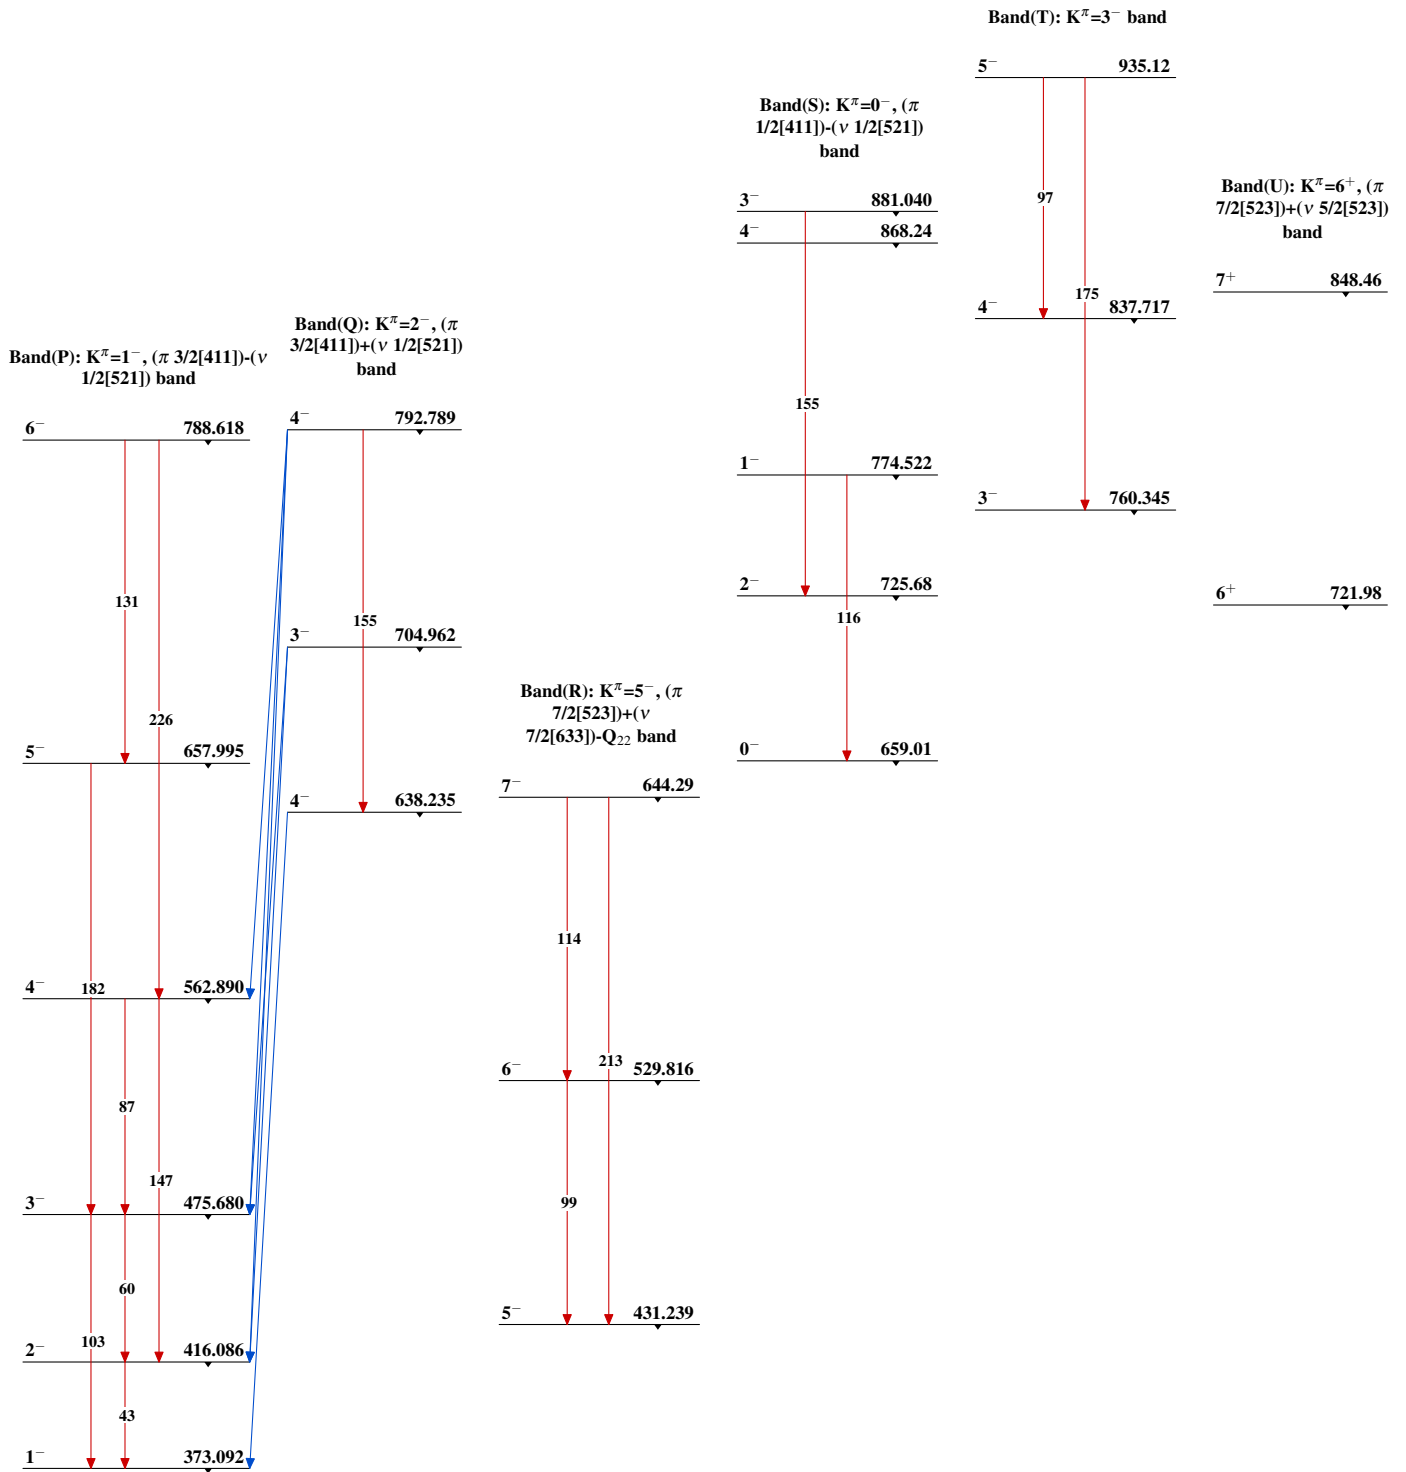 Band(P): K^π=1⁻, (π 3/2[411])-(ν
1/2[521]) band
6⁻ 788.618
131
226
5⁻ 657.995
182
4⁻ 562.890
87
147
3⁻ 475.680
60
103
2⁻ 416.086
43
1⁻ 373.092
Band(Q): K^π=2⁻, (π
3/2[411])+(ν 1/2[521])
band
4⁻ 792.789
155
3⁻ 704.962
4⁻ 638.235
Band(R): K^π=5⁻, (π
7/2[523])+(ν
7/2[633])-Q₂₂ band
7⁻ 644.29
114
213
6⁻ 529.816
99
5⁻ 431.239
Band(S): K^π=0⁻, (π
1/2[411])-(ν 1/2[521])
band
3⁻ 881.040
4⁻ 868.24
155
1⁻ 774.522
2⁻ 725.68
116
0⁻ 659.01
Band(T): K^π=3⁻ band
5⁻ 935.12
97
175
4⁻ 837.717
3⁻ 760.345
Band(U): K^π=6⁺, (π
7/2[523])+(ν 5/2[523])
band
7⁺ 848.46
6⁺ 721.98